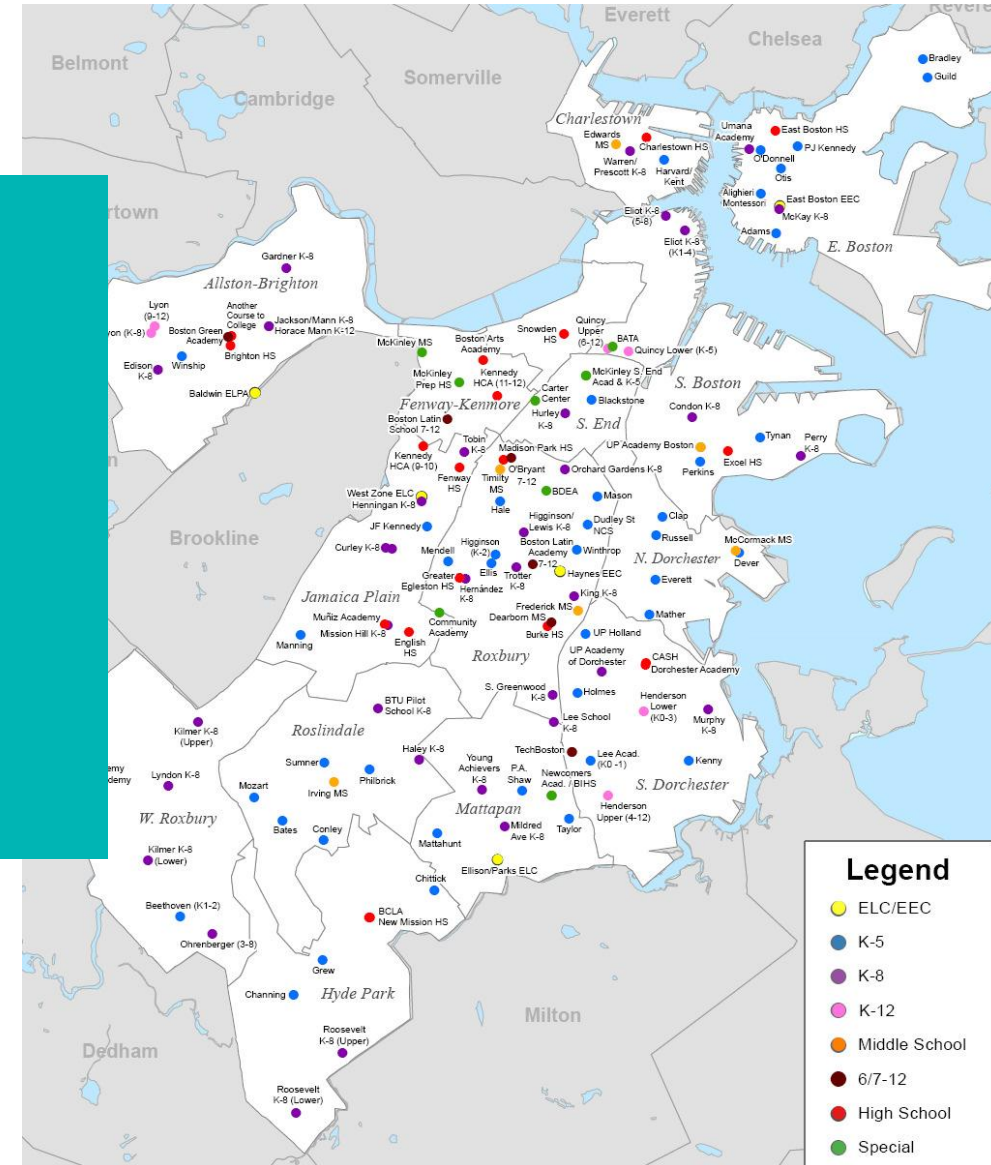 Everett
Revere
Belmont
Chelsea
Somerville
Cambridge
Bradley
Guild
Charlestown
Edwards
MS
Charlestown HS
Warren/
Prescott K-8
Harvard/
Kent
Umana
Academy
East Boston HS
PJ Kennedy
O'Donnell
Otis
Alighieri
Montessori
East Boston EEC
McKay K-8
Adams
E. Boston
rtown
Eliot K-8
(5-8)
Eliot K-8
(K1-4)
Gardner K-8
Allston-Brighton
Lyon
(9-12)
yon (K-8)
Another
Course to
College
Boston Green
Academy
Jackson/Mann K-8
Horace Mann K-12
Brighton HS
Edison
K-8
Winship
Baldwin ELPA
McKinley MS
Boston Arts
Academy
Snowden
HS
Quincy
Upper
(6-12)
BATA
Quincy Lower (K-5)
McKinley
Prep HS
Kennedy
HCA (11-12)
McKinley S. End
Acad & K-5
Carter
Center
Blackstone
Fenway-Kenmore
Hurley
K-8
S. End
S. Boston
Condon K-8
Boston Latin
School 7-12
Tobin
K-8
Madison Park HS
O'Bryant
7-12
UP Academy Boston
Tynan
Perry
K-8
Excel HS
Perkins
Kennedy
HCA (9-10)
Fenway
HS
Timilty
MS
Orchard Gardens K-8
West Zone ELC
Hennigan K-8
BDEA
Mason
Hale
Brookline
JF Kennedy
Higginson/
Lewis K-8
Dudley St
NCS
Clap
Russell
McCormack MS
Dever
Curley K-8
Mendell
Higginson
(K-2)
Boston Latin
Academy
7-12
Winthrop
N. Dorchester
Ellis
Trotter
K-8
Haynes EEC
Everett
Greater
Egleston HS
Hernández
K-8
King K-8
Jamaica Plain
Frederick MS
Dearborn MS
Burke HS
Mather
Muñiz Academy
Mission Hill K-8
English
HS
Community
Academy
Manning
Roxbury
UP Holland
UP Academy
of Dorchester
CASH
Dorchester Academy
S. Greenwood
K-8
Holmes
Henderson
Lower
(K0-3)
Murphy
K-8
BTU Pilot
School K-8
Kilmer K-8
(Upper)
Roslindale
Lee School
K-8
Haley K-8
TechBoston
Lee Acad.
(K0 -1)
Kenny
Sumner
Philbrick
Irving MS
Young
Achievers
K-8
P.A.
Shaw
Newcomers
Acad. / BIHS
S. Dorchester
emy
demy
Lyndon K-8
Mozart
W. Roxbury
Bates
Conley
Mattapan
Mattahunt
Mildred
Ave K-8
Taylor
Henderson
Upper (4-12)
Kilmer K-8
(Lower)
Ellison/Parks ELC
Chittick
Beethoven (K1-2)
Ohrenberger (3-8)
BCLA
New Mission HS
Grew
Channing
Hyde Park
Milton
Dedham
Roosevelt
K-8 (Upper)
Roosevelt
K-8 (Lower)
Legend
ELC/EEC
K-5
K-8
K-12
Middle School
6/7-12
High School
Special